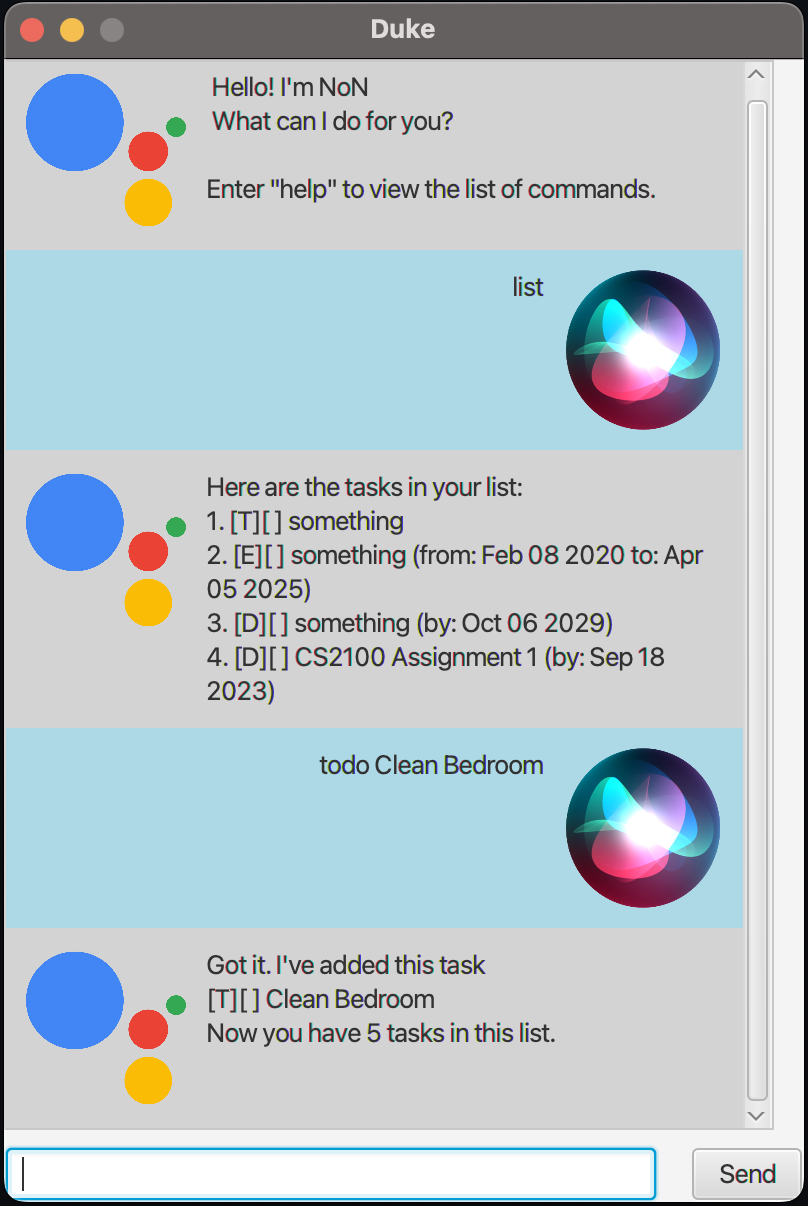 Duke
Hello! I'm NoN
What can I do for you?
Enter "help" to view the list of commands.
list
Here are the tasks in your list:
1. [T][ ] something
2. [E][ ] something (from: Feb 08 2020 to: Apr
05 2025)
3. [D][ ] something (by: Oct 06 2029)
4. [D][ ] CS2100 Assignment 1 (by: Sep 18
2023)
todo Clean Bedroom
Got it. I've added this task
[T][ ] Clean Bedroom
Now you have 5 tasks in this list.
Send